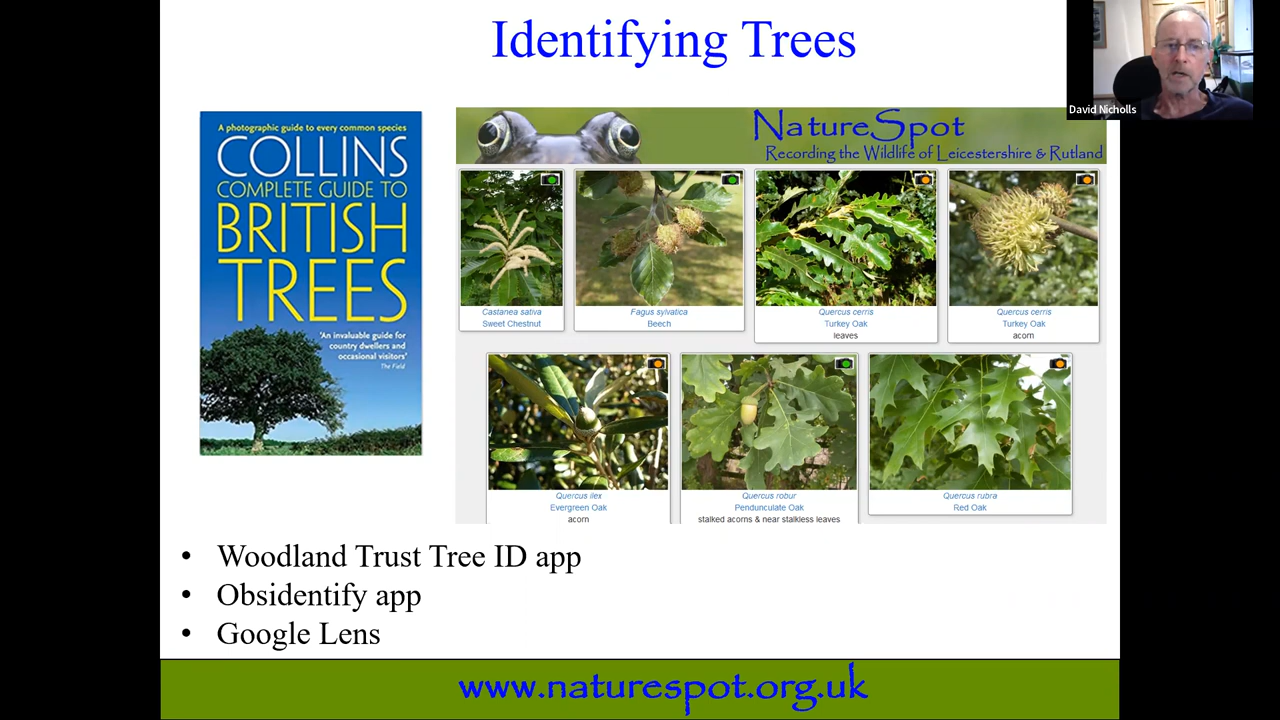 Identifying Trees
David Nicholls
A photographic guide to every common species
COLLINS
COMPLETE GUIDE TO
BRITISH
TREES
'An invaluable guide for
country dwellers and
occasional visitors'
The Field
NatureSpot
Recording the Wildlife of Leicestershire & Rutland
Castanea sativa
Sweet Chestnut
Fagus sylvatica
Beech
Quercus cerris
Turkey Oak
leaves
Quercus cerris
Turkey Oak
acorn
Quercus ilex
Evergreen Oak
acorn
Quercus robur
Pendunculate Oak
stalked acorns & near stalkless leaves
Quercus rubra
Red Oak
• Woodland Trust Tree ID app
• Obsidentify app
• Google Lens
www.naturespot.org.uk